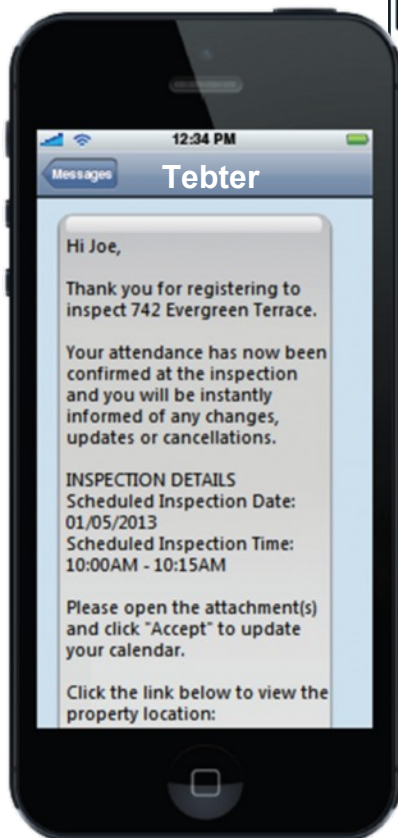 12:34 PM
Messages
Tebter
Hi Joe,
Thank you for registering to
inspect 742 Evergreen Terrace.
Your attendance has now been
confirmed at the inspection
and you will be instantly
informed of any changes,
updates or cancellations.
INSPECTION DETAILS
Scheduled Inspection Date:
01/05/2013
Scheduled Inspection Time:
10:00AM - 10:15AM
Please open the attachment(s)
and click "Accept" to update
your calendar.
Click the link below to view the
property location: